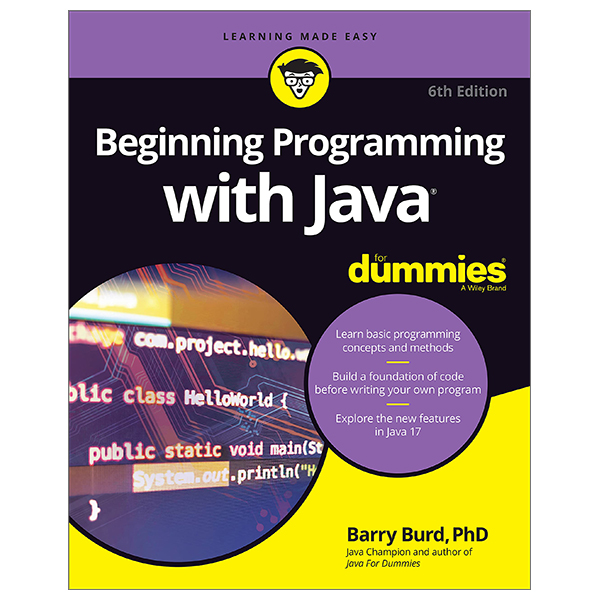 LEARNING MADE EASY
6th Edition
Beginning Programming
with Java®
for
dummies®
A Wiley Brand
Learn basic programming
concepts and methods
Build a foundation of code
before writing your own program
Explore the new features
in Java 17
com.project.hello.
blic class HelloWorld {
public static void main(St
System.out.println("H
}
Barry Burd, PhD
Java Champion and author of
Java For Dummies